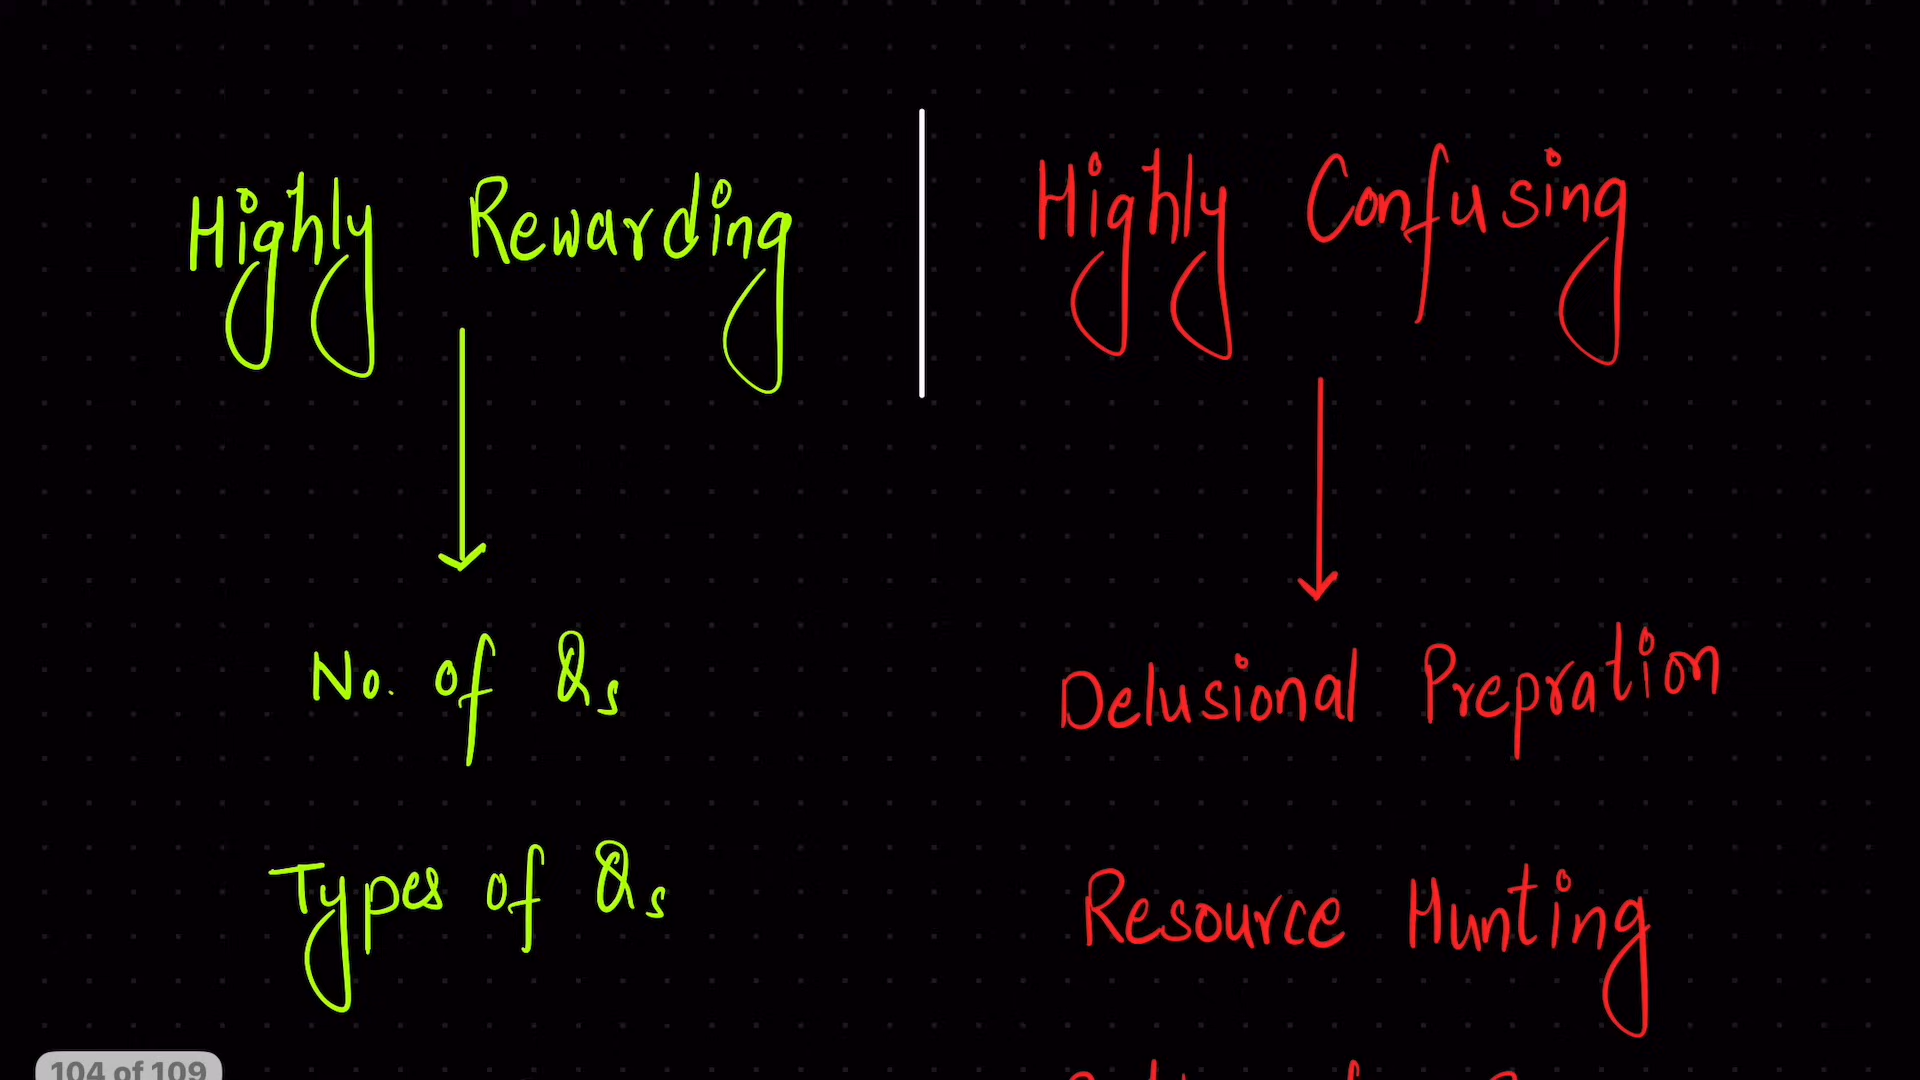 Highly Rewarding
Highly Confusing
No. of Qs
Delusional Prepration
Types of Qs
Resource Hunting
104 of 109